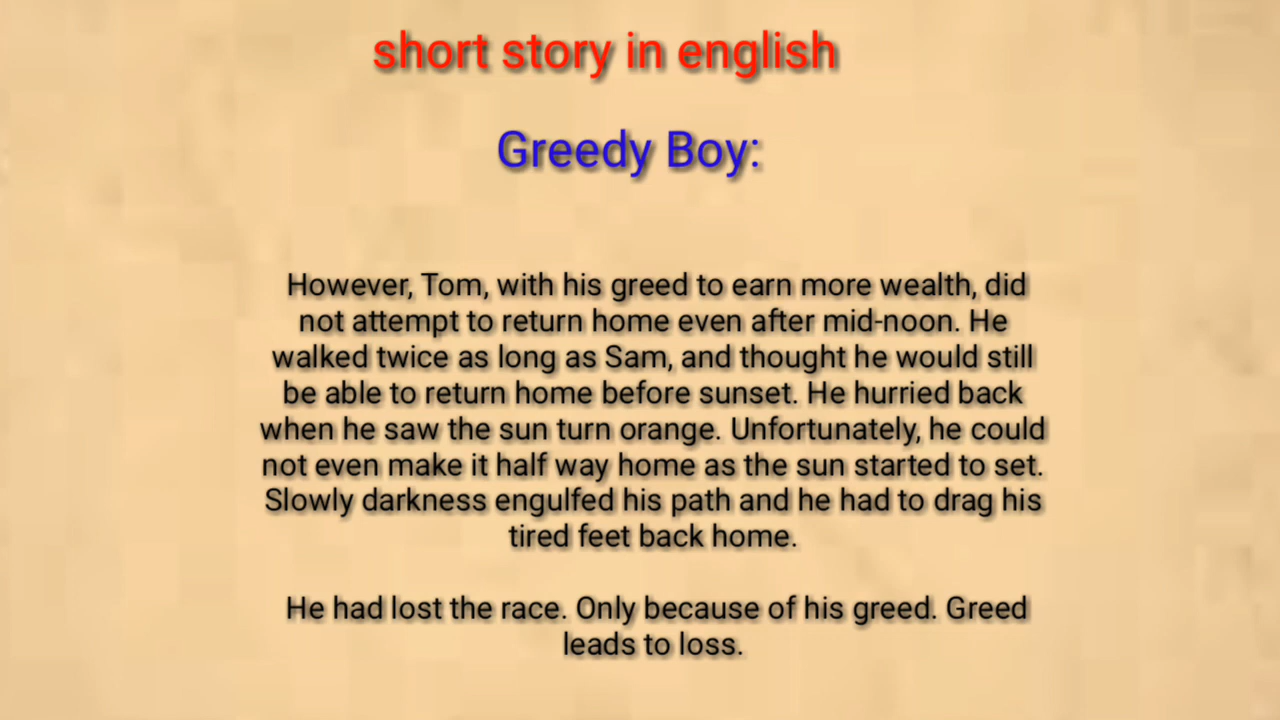 short story in english
Greedy Boy:
However, Tom, with his greed to earn more wealth, did
not attempt to return home even after mid-noon. He
walked twice as long as Sam, and thought he would still
be able to return home before sunset. He hurried back
when he saw the sun turn orange. Unfortunately, he could
not even make it half way home as the sun started to set.
Slowly darkness engulfed his path and he had to drag his
tired feet back home.
He had lost the race. Only because of his greed. Greed
leads to loss.